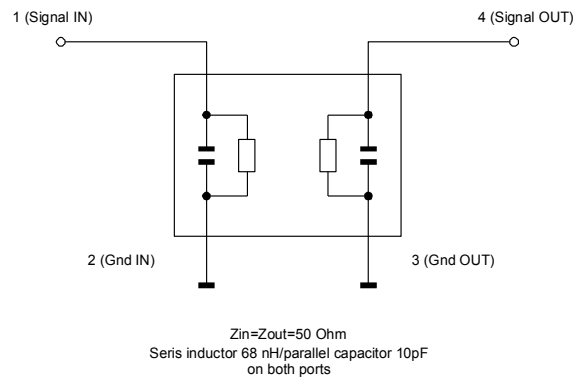 1 (Signal IN)
4 (Signal OUT)
2 (Gnd IN)
3 (Gnd OUT)
Zin=Zout=50 Ohm
Seris inductor 68 nH/parallel capacitor 10pF
on both ports